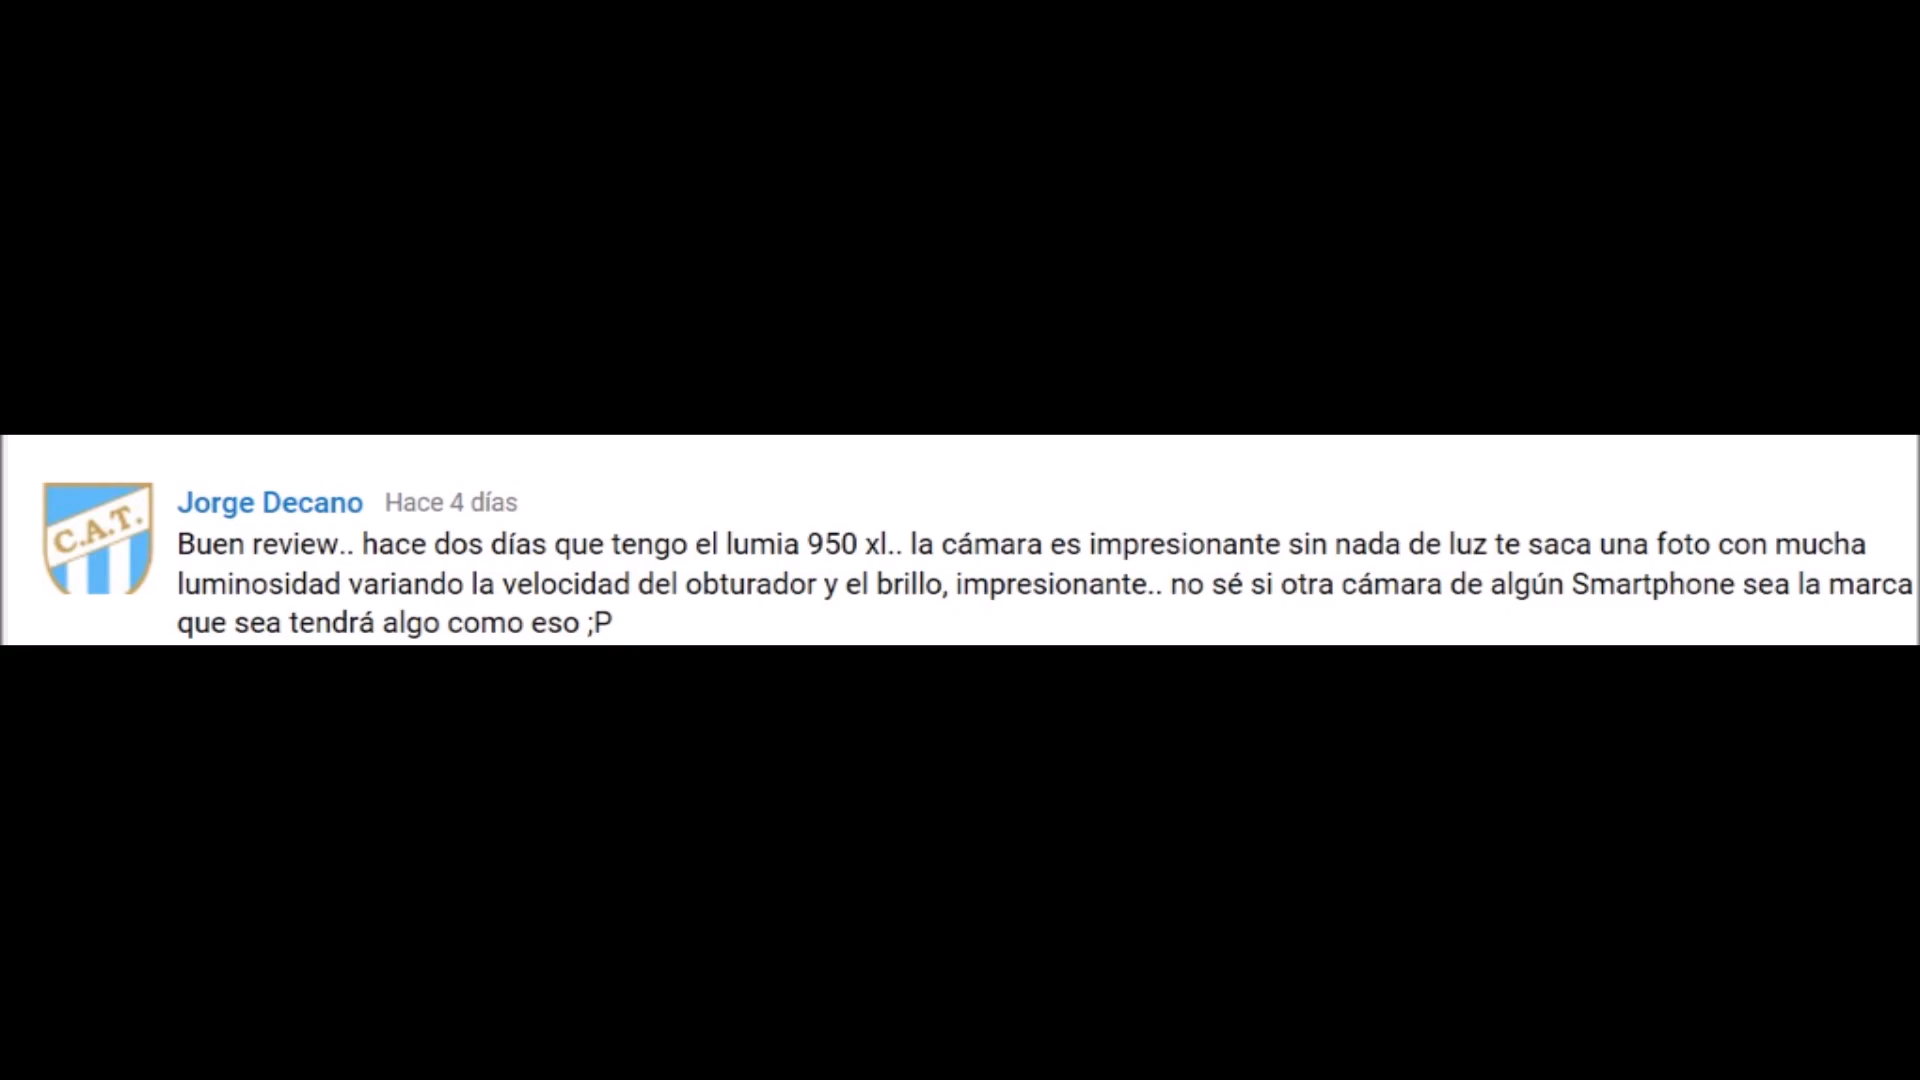 C.A.T.
Jorge Decano Hace 4 días
Buen review.. hace dos días que tengo el lumia 950 xl.. la cámara es impresionante sin nada de luz te saca una foto con mucha
luminosidad variando la velocidad del obturador y el brillo, impresionante.. no sé si otra cámara de algún Smartphone sea la marca
que sea tendrá algo como eso ;P